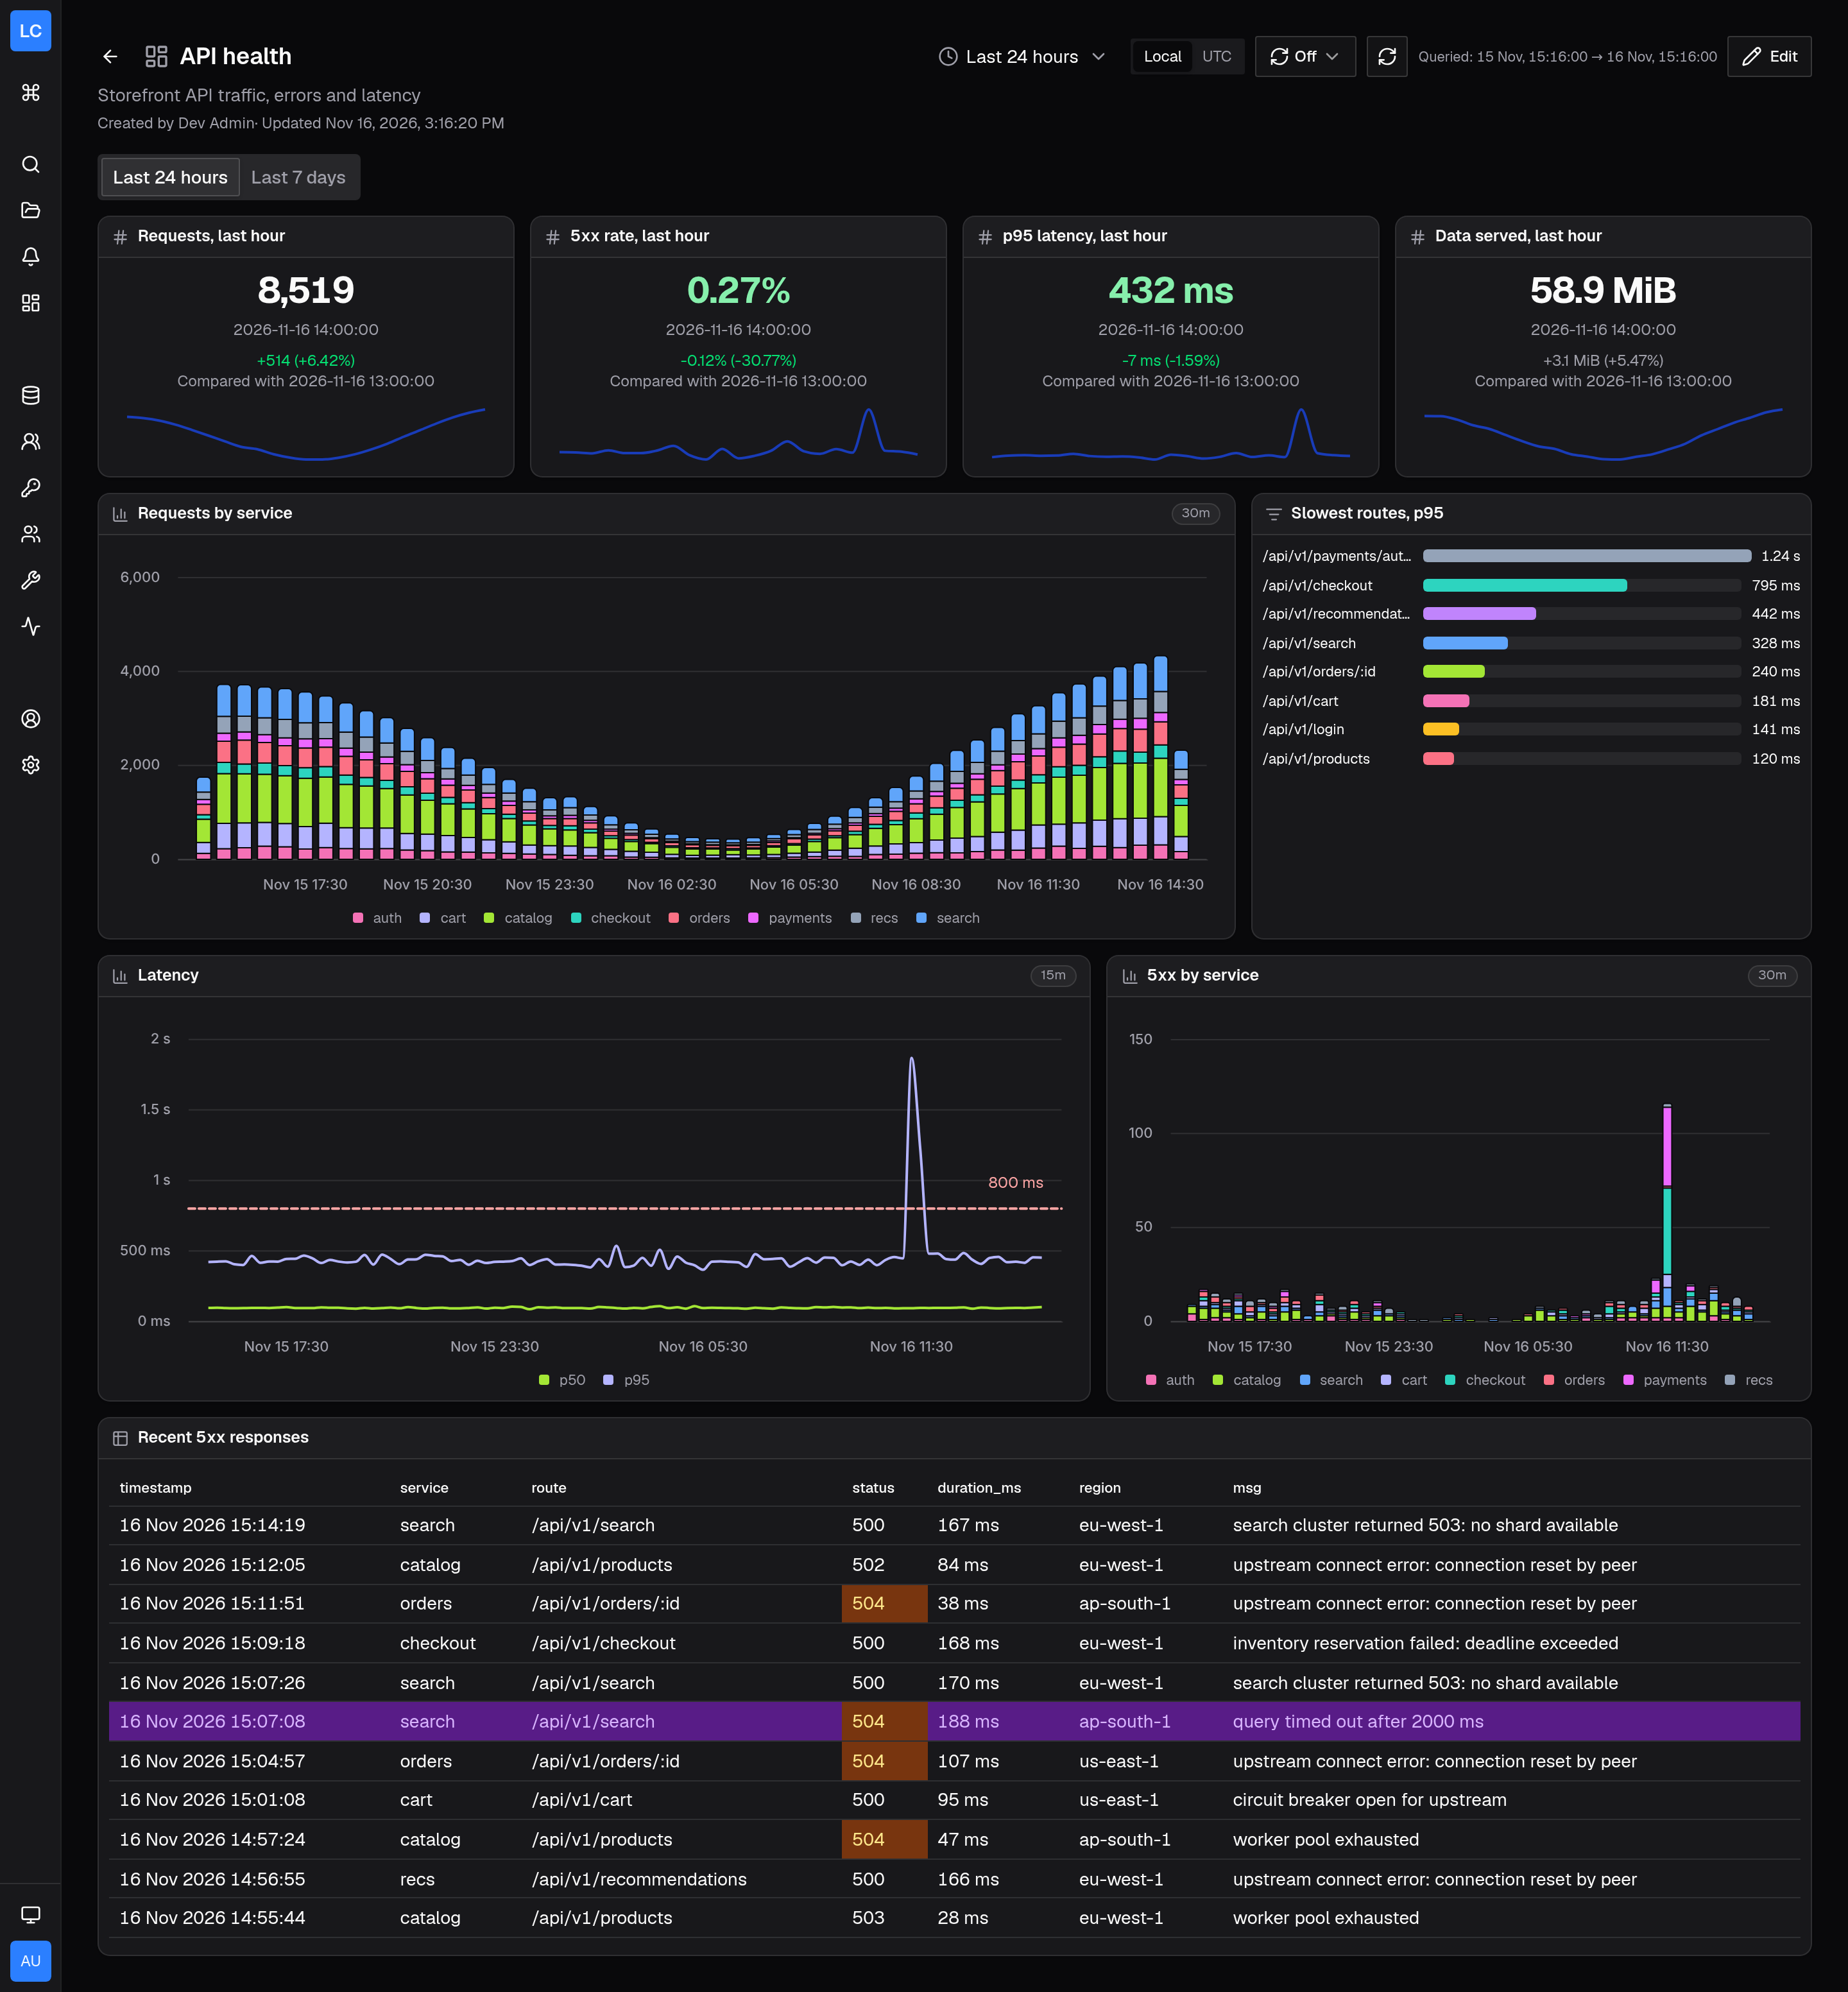 LC
API health
Last 24 hours
Local
UTC
Off
Queried: 15 Nov, 15:16:00 → 16 Nov, 15:16:00
Edit
Storefront API traffic, errors and latency
Created by Dev Admin· Updated Nov 16, 2026, 3:16:20 PM
Last 24 hours
Last 7 days
Requests, last hour
8,519
2026-11-16 14:00:00
+514 (+6.42%)
Compared with 2026-11-16 13:00:00
5xx rate, last hour
0.27%
2026-11-16 14:00:00
-0.12% (-30.77%)
Compared with 2026-11-16 13:00:00
p95 latency, last hour
432 ms
2026-11-16 14:00:00
-7 ms (-1.59%)
Compared with 2026-11-16 13:00:00
Data served, last hour
58.9 MiB
2026-11-16 14:00:00
+3.1 MiB (+5.47%)
Compared with 2026-11-16 13:00:00
Requests by service
30m
6,000
4,000
2,000
0
Nov 15 17:30 Nov 15 20:30 Nov 15 23:30 Nov 16 02:30 Nov 16 05:30 Nov 16 08:30 Nov 16 11:30 Nov 16 14:30
auth cart catalog checkout orders payments recs search
Slowest routes, p95
/api/v1/payments/aut... 1.24 s
/api/v1/checkout 795 ms
/api/v1/recommendat... 442 ms
/api/v1/search 328 ms
/api/v1/orders/:id 240 ms
/api/v1/cart 181 ms
/api/v1/login 141 ms
/api/v1/products 120 ms
Latency
15m
2 s
1.5 s
1 s
800 ms
500 ms
0 ms
Nov 15 17:30 Nov 15 23:30 Nov 16 05:30 Nov 16 11:30
p50 p95
5xx by service
30m
150
100
50
0
Nov 15 17:30 Nov 15 23:30 Nov 16 05:30 Nov 16 11:30
auth catalog search cart checkout orders payments recs
Recent 5xx responses
timestamp service route status duration_ms region msg
16 Nov 2026 15:14:19 search /api/v1/search 500 167 ms eu-west-1 search cluster returned 503: no shard available
16 Nov 2026 15:12:05 catalog /api/v1/products 502 84 ms eu-west-1 upstream connect error: connection reset by peer
16 Nov 2026 15:11:51 orders /api/v1/orders/:id 504 38 ms ap-south-1 upstream connect error: connection reset by peer
16 Nov 2026 15:09:18 checkout /api/v1/checkout 500 168 ms eu-west-1 inventory reservation failed: deadline exceeded
16 Nov 2026 15:07:26 search /api/v1/search 500 170 ms eu-west-1 search cluster returned 503: no shard available
16 Nov 2026 15:07:08 search /api/v1/search 504 188 ms ap-south-1 query timed out after 2000 ms
16 Nov 2026 15:04:57 orders /api/v1/orders/:id 504 107 ms us-east-1 upstream connect error: connection reset by peer
16 Nov 2026 15:01:08 cart /api/v1/cart 500 95 ms us-east-1 circuit breaker open for upstream
16 Nov 2026 14:57:24 catalog /api/v1/products 504 47 ms ap-south-1 worker pool exhausted
16 Nov 2026 14:56:55 recs /api/v1/recommendations 500 166 ms eu-west-1 upstream connect error: connection reset by peer
16 Nov 2026 14:55:44 catalog /api/v1/products 503 28 ms eu-west-1 worker pool exhausted
AU